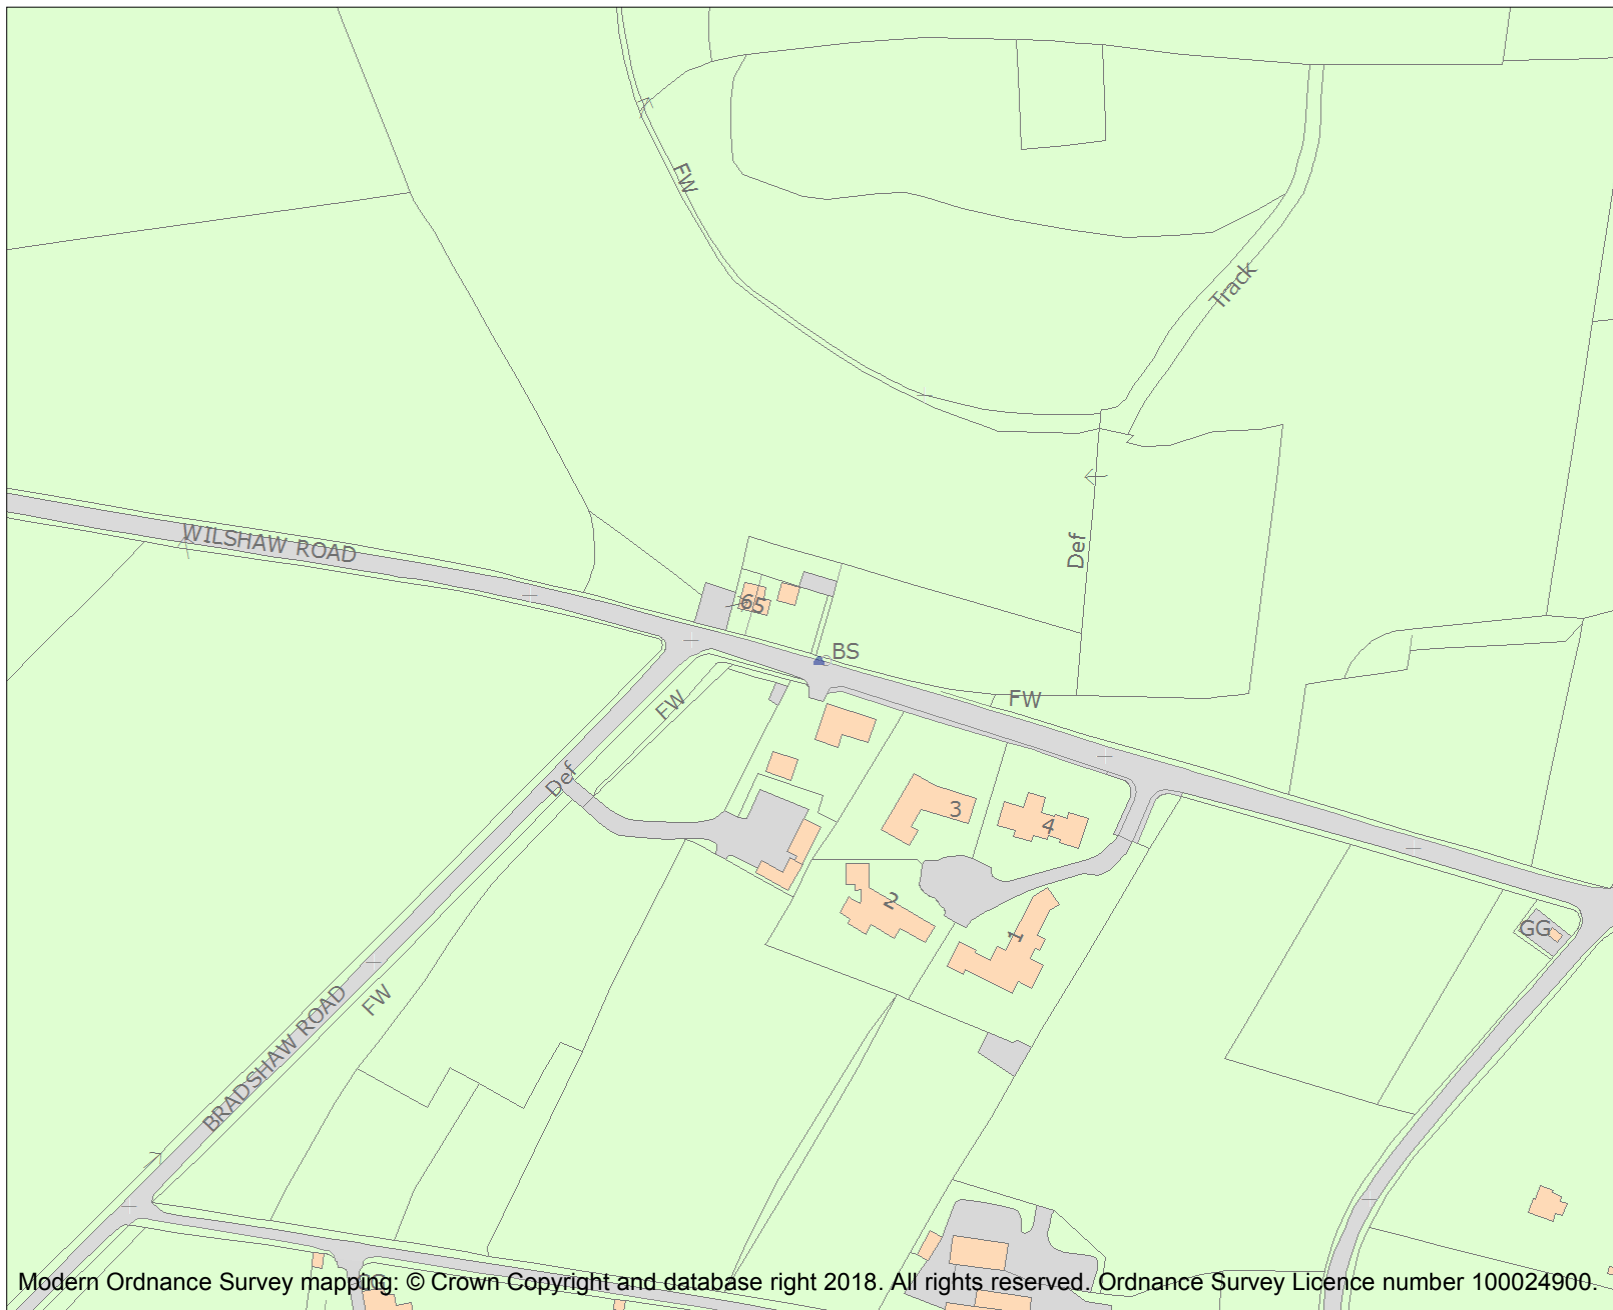 FW
Track
Def
WILSHAW ROAD
65
BS
FW
FW
Def
3
4
2
1
GG
FW
BRADSHAW ROAD
Modern Ordnance Survey mapping: © Crown Copyright and database right 2018. All rights reserved. Ordnance Survey Licence number 100024900.